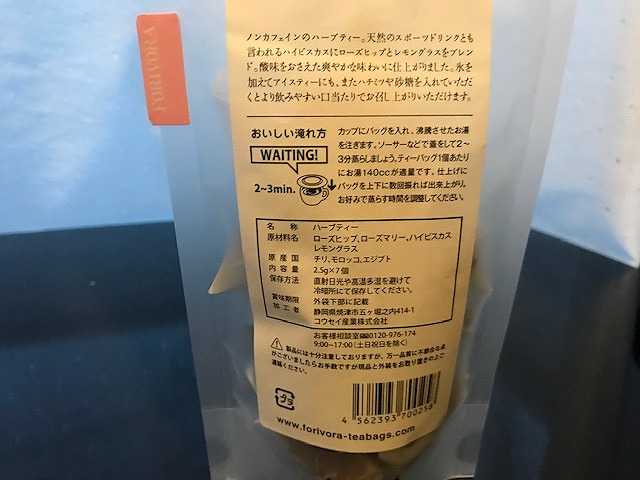 FORIVORA
ノンカフェインのハーブティー。天然のスポーツドリンクとも
言われるハイビスカスにローズヒップとレモングラスをブレン
ド。酸味をおさえた爽やかな味わいに仕上がりました。氷を
加えてアイスティーにも、またハチミツや砂糖を入れていただ
くとより飲みやすい口当たりでお召し上がりいただけます。
おいしい淹れ方
WAITING!
2~3min.
カップにバッグを入れ、沸騰させたお湯
を注ぎます。ソーサーなどで蓋をして2～
3分蒸らしましょう。ティーバッグ1個あたり
にお湯140ccが適量です。仕上げに
バッグを上下に数回振れば出来上がり。
お好みで蒸らす時間を調整してください。
名 称 ハーブティー
原材料名 ローズヒップ、ローズマリー、ハイビスカス
レモングラス
原 産 国 チリ、モロッコ、エジプト
内 容 量 2.5g×7個
保存方法 直射日光や高温多湿を避けて
冷暗所にて保存してください。
賞味期限 外袋下部に記載
加 工 者 静岡県焼津市五ヶ堀之内414-1
コウセイ産業株式会社
お客様相談室 0120-976-174
9:00~17:00(土日祝日を除く)
製品には十分注意しておりますが、万一品質に不都合な点
がございましたらお手数ですが現品と外装をお取り置きの上ご
連絡ください。
プラ
4 562393 700258
www.forivora-teabags.com